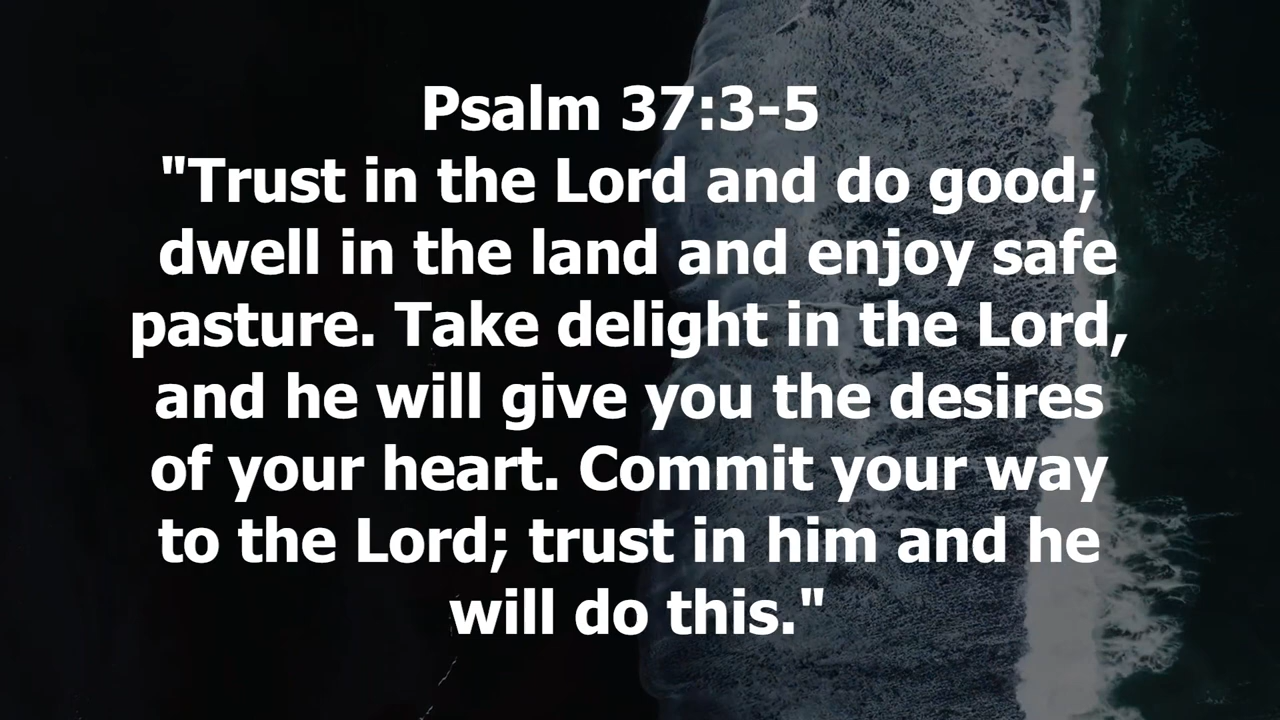 Psalm 37:3-5
"Trust in the Lord and do good;
dwell in the land and enjoy safe
pasture. Take delight in the Lord,
and he will give you the desires
of your heart. Commit your way
to the Lord; trust in him and he
will do this."